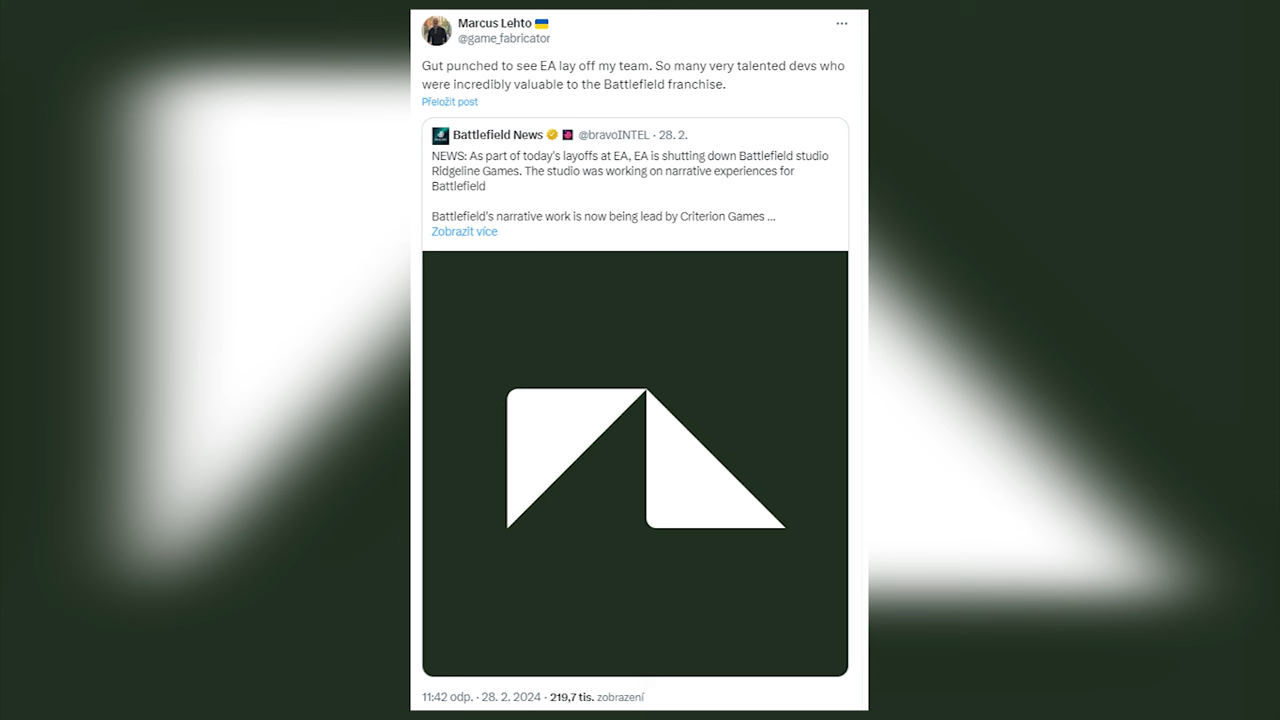 Marcus Lehto
@game_fabricator
Gut punched to see EA lay off my team. So many very talented devs who
were incredibly valuable to the Battlefield franchise.
Přeložit post
Battlefield News @bravoINTEL · 28. 2.
NEWS: As part of today's layoffs at EA, EA is shutting down Battlefield studio
Ridgeline Games. The studio was working on narrative experiences for
Battlefield
Battlefield's narrative work is now being lead by Criterion Games ...
Zobrazit více
11:42 odp. · 28. 2. 2024 · 219,7 tis. zobrazení